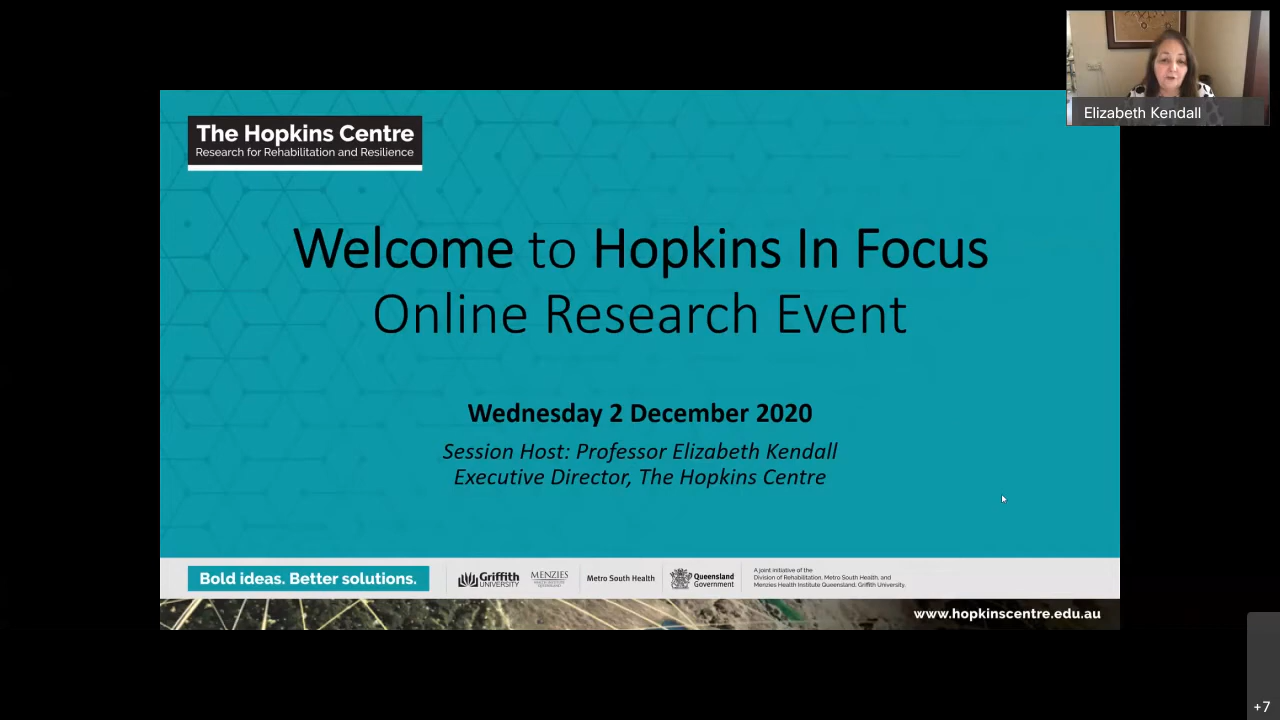 Elizabeth Kendall
The Hopkins Centre
Research for Rehabilitation and Resilience
Welcome to Hopkins In Focus
Online Research Event
Wednesday 2 December 2020
Session Host: Professor Elizabeth Kendall
Executive Director, The Hopkins Centre
Bold ideas. Better solutions.
Griffith
UNIVERSITY
MENZIES
Metro South Health
Queensland
Government
A joint initiative of the
Division of Rehabilitation, Metro South Health, and
Menzies Health Institute Queensland, Griffith University.
www.hopkinscentre.edu.au
+7